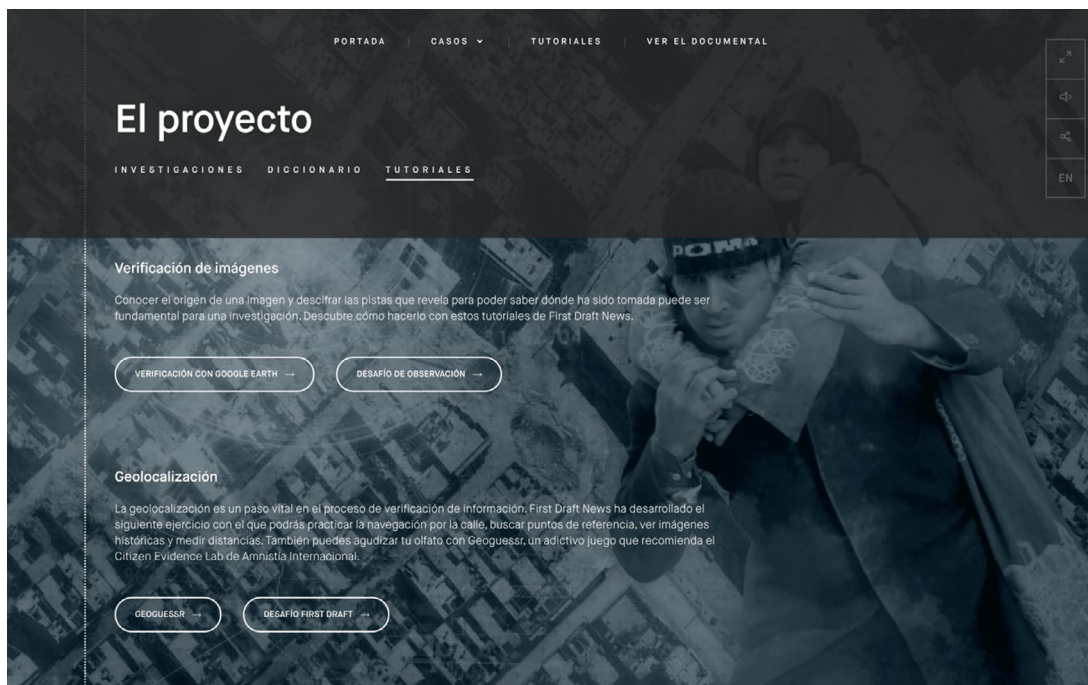 PORTADA | CASOS | TUTORIALES | VER EL DOCUMENTAL
El proyecto
INVESTIGACIONES DICCIONARIO TUTORIALES
EN
Verificación de imágenes
Conocer el origen de una imagen y descifrar las pistas que revela para poder saber dónde ha sido tomada puede ser
fundamental para una investigación. Descubre cómo hacerlo con estos tutoriales de First Draft News.
VERIFICACIÓN CON GOOGLE EARTH → DESAFÍO DE OBSERVACIÓN →
Geolocalización
La geolocalización es un paso vital en el proceso de verificación de información. First Draft News ha desarrollado el
siguiente ejercicio con el que podrás practicar la navegación por la calle, buscar puntos de referencia, ver imágenes
históricas y medir distancias. También puedes agudizar tu olfato con Geoguessr, un adictivo juego que recomienda el
Citizen Evidence Lab de Amnistía Internacional.
GEOGUESSR → DESAFÍO FIRST DRAFT →